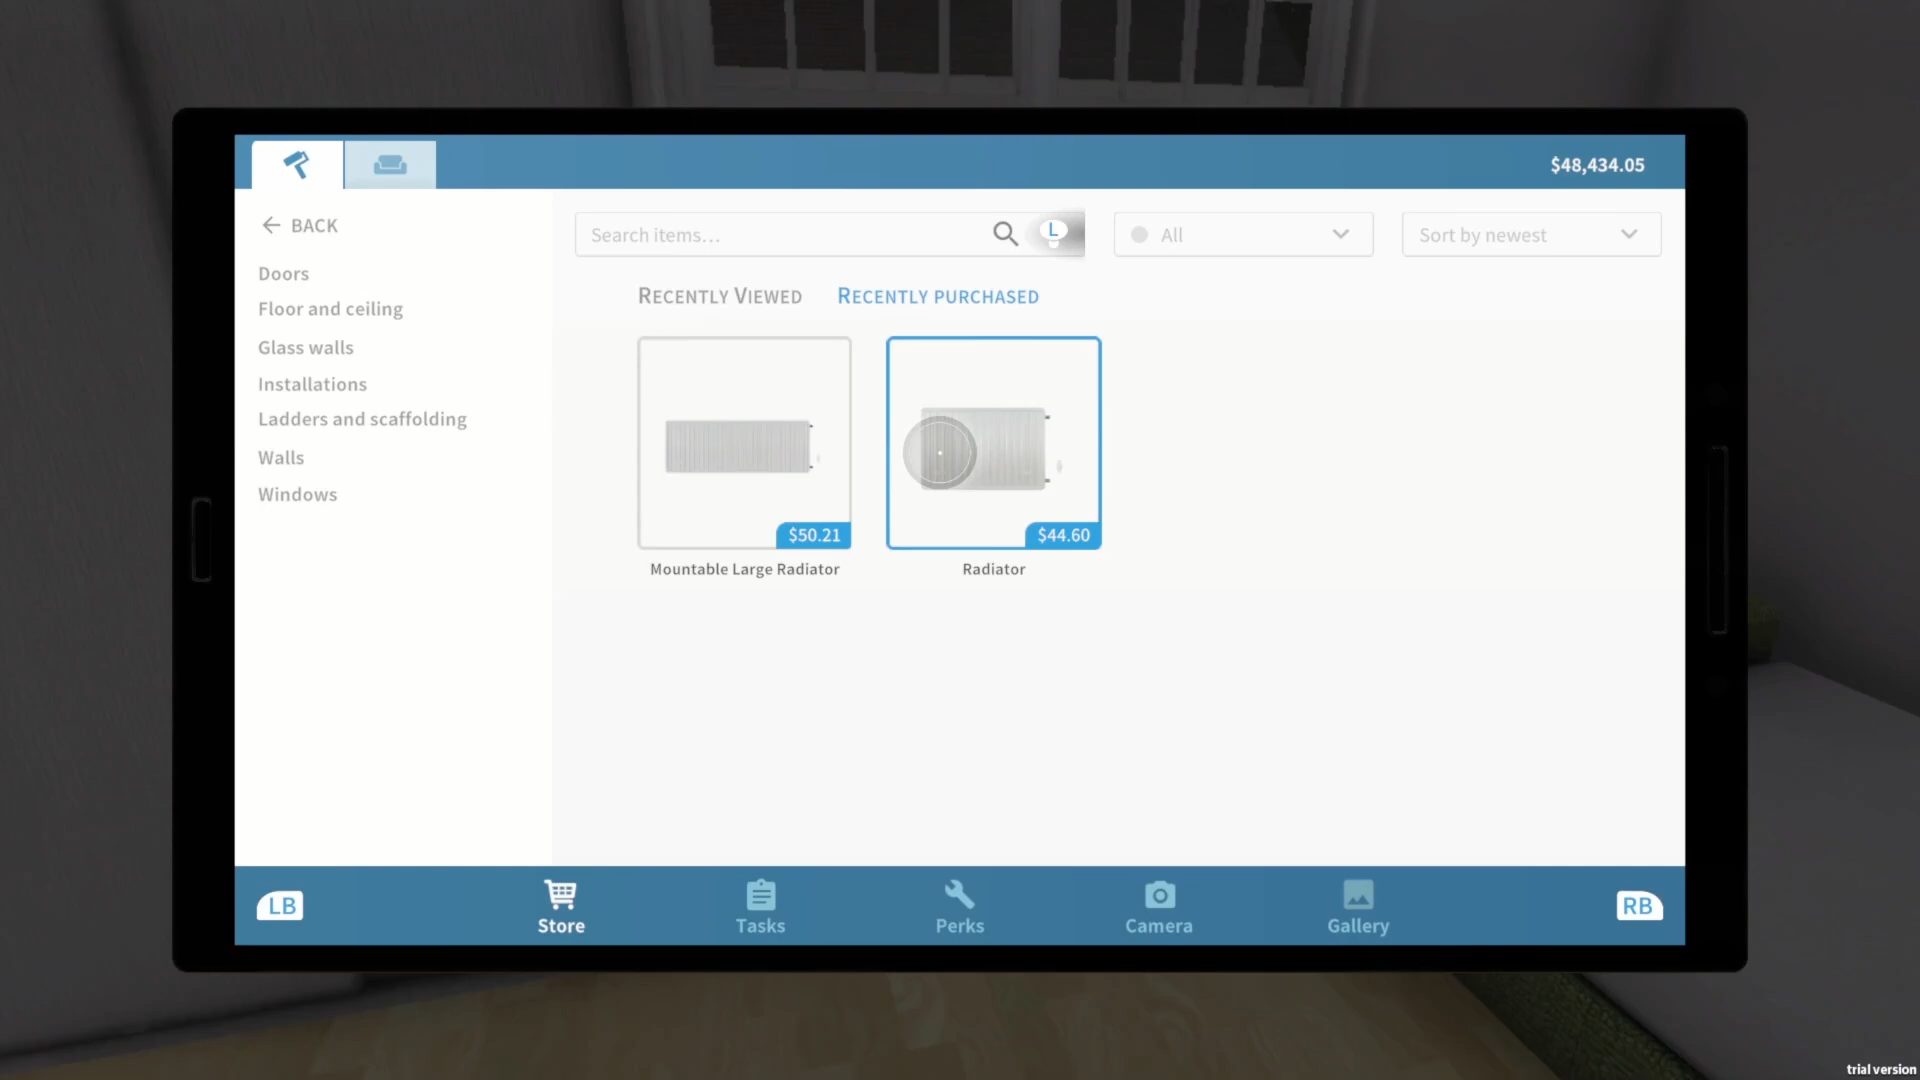 $48,434.05
BACK
Search items...
L
All
Sort by newest
Doors
Floor and ceiling
Glass walls
Installations
Ladders and scaffolding
Walls
Windows
RECENTLY VIEWED
RECENTLY PURCHASED
$50.21
$44.60
Mountable Large Radiator
Radiator
LB
Store
Tasks
Perks
Camera
Gallery
RB
trial version